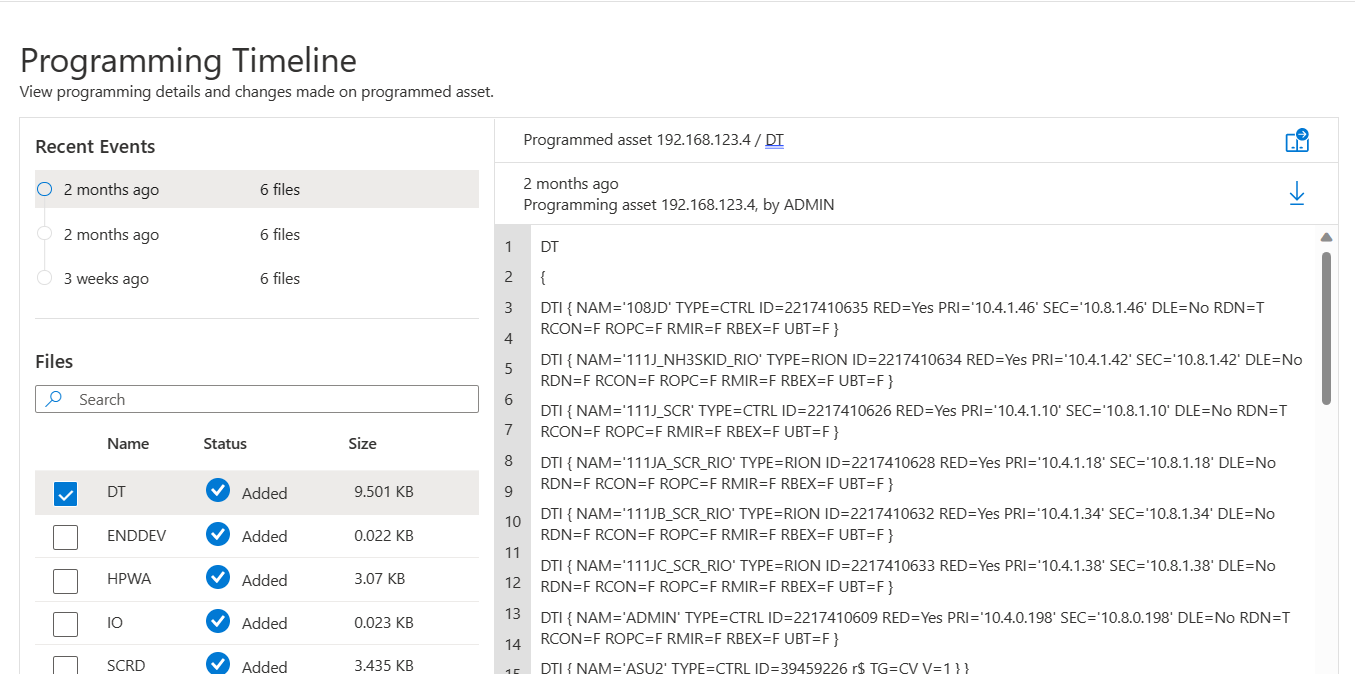 Programming Timeline
View programming details and changes made on programmed asset.
Recent Events
2 months ago 6 files
2 months ago 6 files
3 weeks ago 6 files
Files
Search
Name Status Size
DT Added 9.501 KB
ENDDEV Added 0.022 KB
HPWA Added 3.07 KB
IO Added 0.023 KB
SCRD Added 3.435 KB
Programmed asset 192.168.123.4 / DT
2 months ago
Programming asset 192.168.123.4, by ADMIN
1 DT
2 {
3 DTI { NAM='108JD' TYPE=CTRL ID=2217410635 RED=Yes PRI='10.4.1.46' SEC='10.8.1.46' DLE=No RDN=T
RCON=F ROPC=F RMIR=F RBEX=F UBT=F }
4
5 DTI { NAM='111J_NH3SKID_RIO' TYPE=RION ID=2217410634 RED=Yes PRI='10.4.1.42' SEC='10.8.1.42' DLE=No
RDN=F RCON=F ROPC=F RMIR=F RBEX=F UBT=F }
6 DTI { NAM='111J_SCR' TYPE=CTRL ID=2217410626 RED=Yes PRI='10.4.1.10' SEC='10.8.1.10' DLE=No RDN=T
7 RCON=F ROPC=F RMIR=F RBEX=F UBT=F }
8 DTI { NAM='111JA_SCR_RIO' TYPE=RION ID=2217410628 RED=Yes PRI='10.4.1.18' SEC='10.8.1.18' DLE=No
9 RDN=F RCON=F ROPC=F RMIR=F RBEX=F UBT=F }
10 DTI { NAM='111JB_SCR_RIO' TYPE=RION ID=2217410632 RED=Yes PRI='10.4.1.34' SEC='10.8.1.34' DLE=No
RDN=F RCON=F ROPC=F RMIR=F RBEX=F UBT=F }
11 DTI { NAM='111JC_SCR_RIO' TYPE=RION ID=2217410633 RED=Yes PRI='10.4.1.38' SEC='10.8.1.38' DLE=No
12 RDN=F RCON=F ROPC=F RMIR=F RBEX=F UBT=F }
13 DTI { NAM='ADMIN' TYPE=CTRL ID=2217410609 RED=Yes PRI='10.4.0.198' SEC='10.8.0.198' DLE=No RDN=T
14 RCON=F ROPC=F RMIR=F RBEX=F UBT=F }
15 DTI { NAM='ASU2' TYPE=CTRL ID=39459226 r$ TG=CV V=1 } }